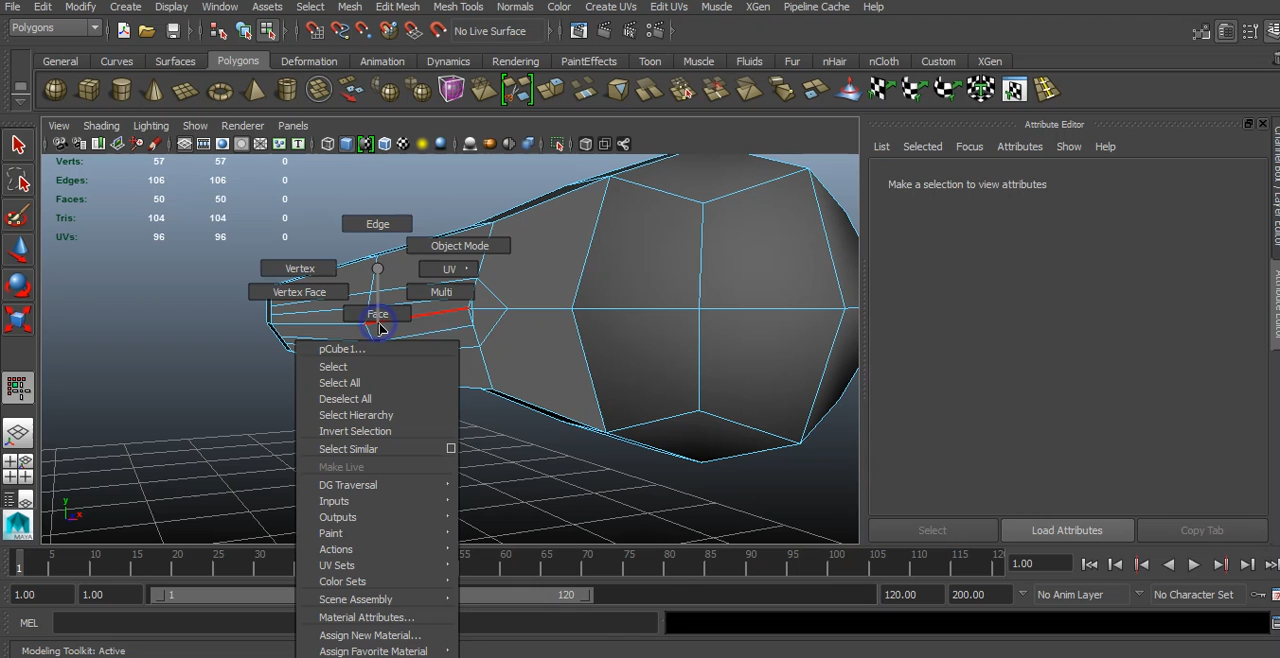 File Edit Modify Create Display Window Assets Select Mesh Edit Mesh Mesh Tools Normals Color Create UVs Edit UVs Muscle XGen Pipeline Cache Help
Polygons No Live Surface
General Curves Surfaces Polygons Deformation Animation Dynamics Rendering PaintEffects Toon Muscle Fluids Fur nHair nCloth Custom XGen
View Shading Lighting Show Renderer Panels
Attribute Editor
List Selected Focus Attributes Show Help
Make a selection to view attributes
Verts: 57 57 0
Edges: 106 106 0
Faces: 50 50 0
Tris: 104 104 0
UVs: 96 96 0
Edge
Object Mode
Vertex UV
Vertex Face Multi
Face
pCube1...
Select
Select All
Deselect All
Select Hierarchy
Invert Selection
Select Similar
Make Live
DG Traversal
Inputs
Outputs
Paint
Actions
UV Sets
Color Sets
Scene Assembly
Material Attributes...
Assign New Material...
Assign Favorite Material
y
x
Select Load Attributes Copy Tab
5 10 15 20 25 30 55 60 65 70 75 80 85 90 95 100 105 110 115 120
1 1.00
1.00 1.00 1 120 120.00 200.00 No Anim Layer No Character Set
MEL
Modeling Toolkit: Active